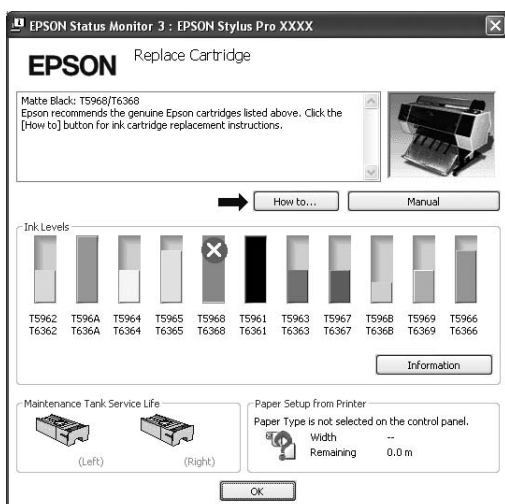 EPSON Status Monitor 3 : EPSON Stylus Pro XXXX
EPSON
Replace Cartridge
Matte Black: T5968/T6368
Epson recommends the genuine Epson cartridges listed above. Click the
[How to] button for ink cartridge replacement instructions.
How to...
Manual
Ink Levels
T5962 T596A T5964 T5965 T5968 T5961 T5963 T5967 T596B T5969 T5966
T6362 T636A T6364 T6365 T6368 T6361 T6363 T6367 T636B T6369 T6366
Information
Maintenance Tank Service Life
(Left) (Right)
Paper Setup from Printer
Paper Type is not selected on the control panel.
Width --
Remaining 0.0 m
OK